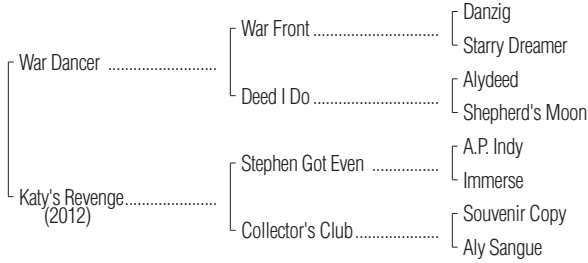 Danzig
War Front ............................
Starry Dreamer
War Dancer ........................
Alydeed
Deed I Do ............................
Shepherd's Moon
A.P. Indy
Stephen Got Even ...............
Immerse
Katy's Revenge....................
(2012)
Souvenir Copy
Collector's Club...................
Aly Sangue